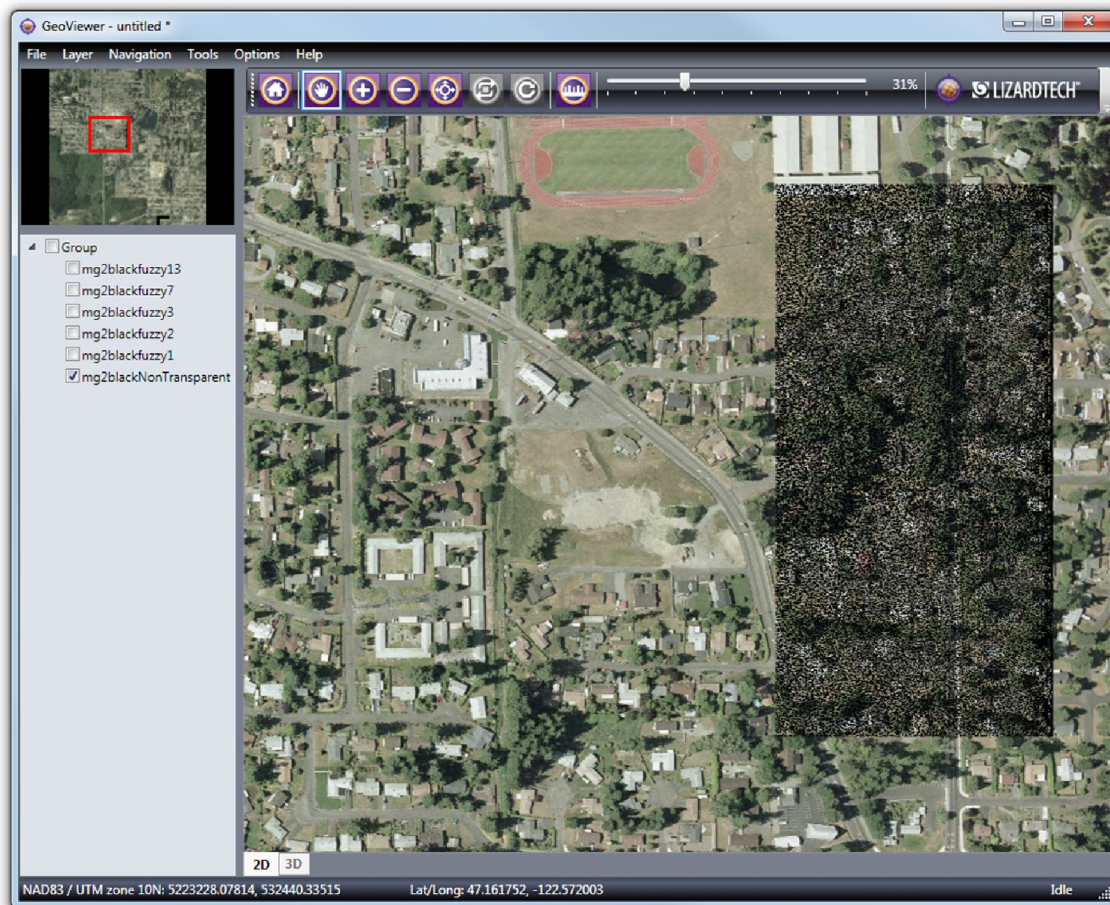 GeoViewer - untitled *
File Layer Navigation Tools Options Help
31%
LIZARDTECH™
Group
mg2blackfuzzy13
mg2blackfuzzy7
mg2blackfuzzy3
mg2blackfuzzy2
mg2blackfuzzy1
mg2blackNonTransparent
2D 3D
NAD83 / UTM zone 10N: 5223228.07814, 532440.33515 Lat/Long: 47.161752, -122.572003 Idle